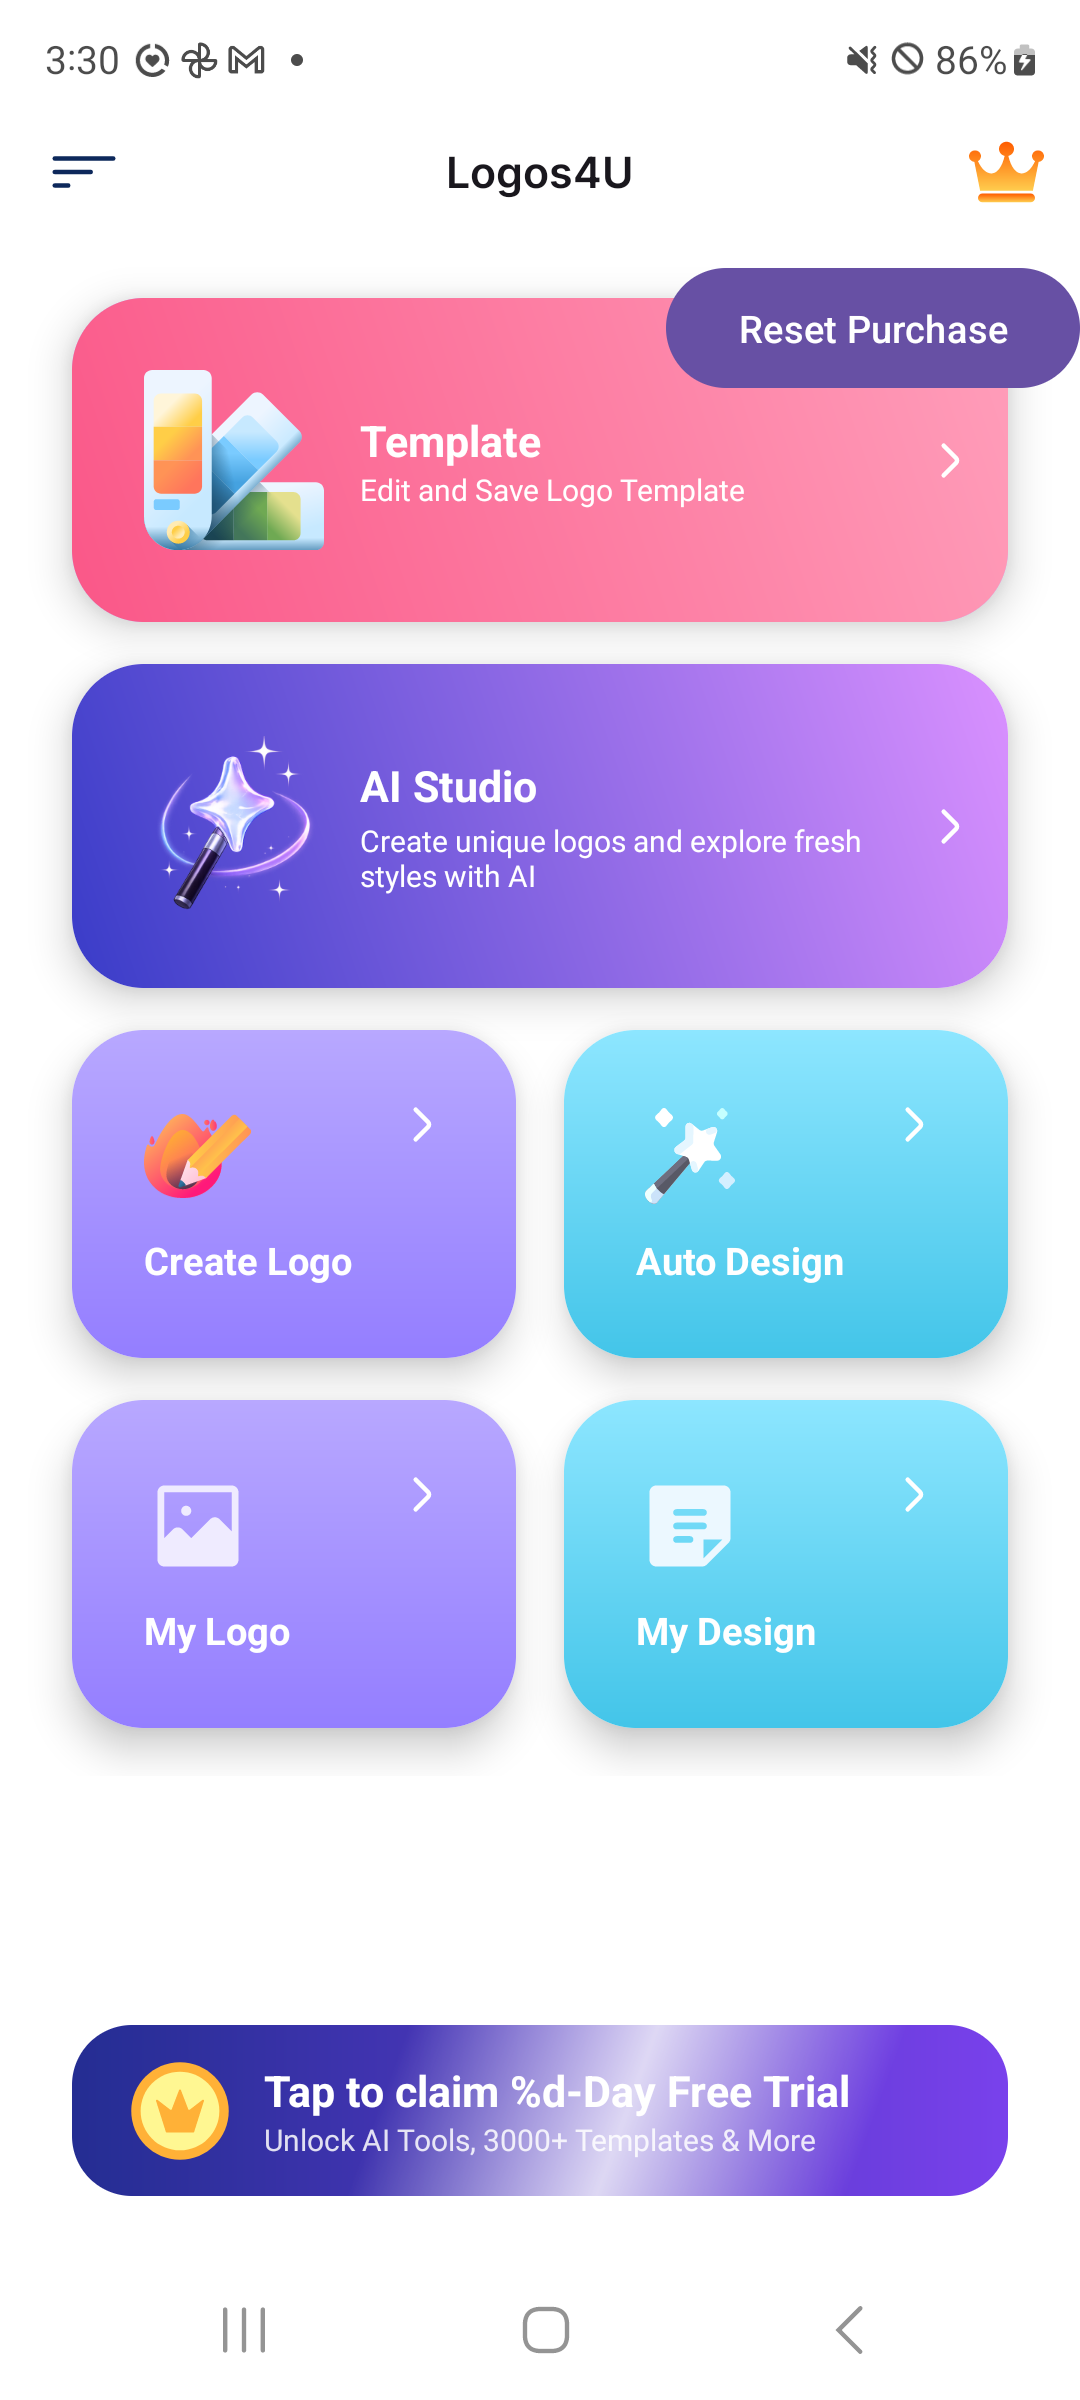 3:30
86%
Logos4U
Reset Purchase
Template
Edit and Save Logo Template
AI Studio
Create unique logos and explore fresh
styles with AI
Create Logo
Auto Design
My Logo
My Design
Tap to claim %d-Day Free Trial
Unlock AI Tools, 3000+ Templates & More